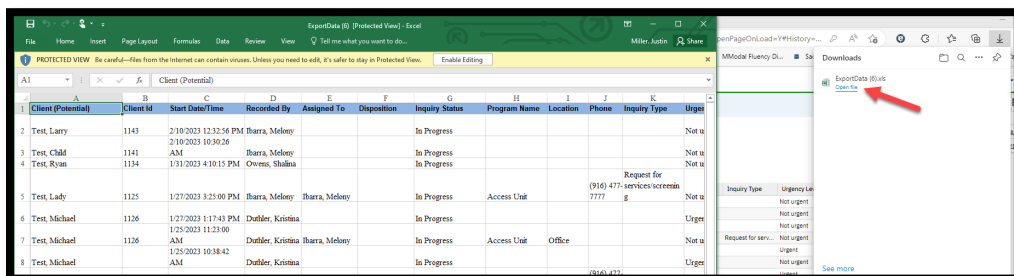 ExportData (6) [Protected View] - Excel
File Home Insert Page Layout Formulas Data Review View Tell me what you want to do... Miller, Justin Share
PROTECTED VIEW Be careful—files from the Internet can contain viruses. Unless you need to edit, it's safer to stay in Protected View. Enable Editing
A1 fx Client (Potential)
A B C D E F G H I J K
1 Client (Potential) Client Id Start Date/Time Recorded By Assigned To Disposition Inquiry Status Program Name Location Phone Inquiry Type Urger
2 Test, Larry 1143 2/10/2023 12:32:56 PM Ibarra, Melony In Progress Not u
2/10/2023 10:30:26
3 Test, Child 1141 AM Ibarra, Melony In Progress Not u
4 Test, Ryan 1134 1/31/2023 4:10:15 PM Owens, Shalina In Progress Not u
Request for
(916) 477- services/screenin
5 Test, Lady 1125 1/27/2023 3:25:00 PM Ibarra, Melony Ibarra, Melony In Progress Access Unit 7777 g Not u
6 Test, Michael 1126 1/27/2023 1:17:43 PM Duthler, Kristina In Progress Urger
1/25/2023 11:23:00
7 Test, Michael 1126 AM Duthler, Kristina Ibarra, Melony In Progress Access Unit Office Not u
1/25/2023 10:38:42
8 Test, Michael AM Duthler, Kristina In Progress Urger
(916) 477-
penPageOnLoad=Y#History=...
MModal Fluency Di... Sa
Downloads
ExportData (6).xls
Open file
Inquiry Type Urgency Lev
Not urgent
Not urgent
Not urgent
Request for serv... Not urgent
Urgent
Not urgent
Urgent
See more